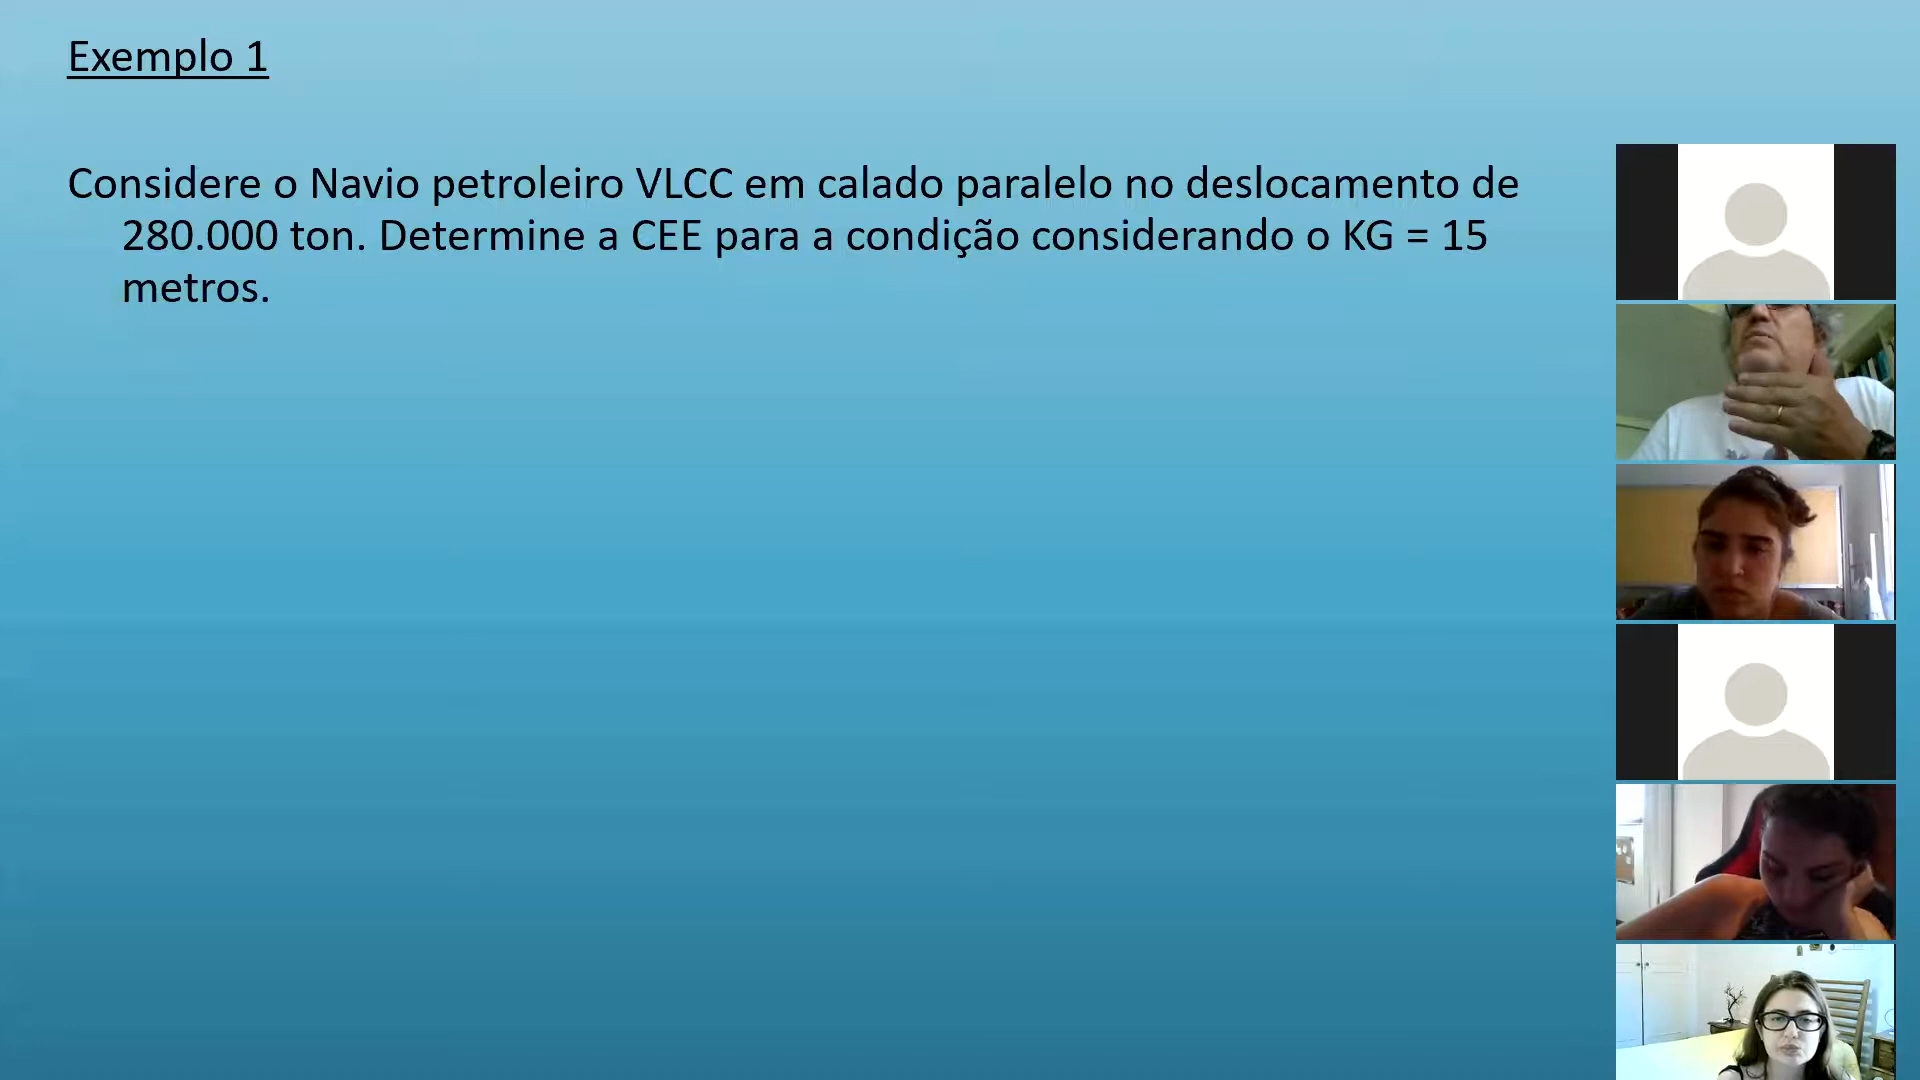 Exemplo 1
Considere o Navio petroleiro VLCC em calado paralelo no deslocamento de
280.000 ton. Determine a CEE para a condição considerando o KG = 15
metros.